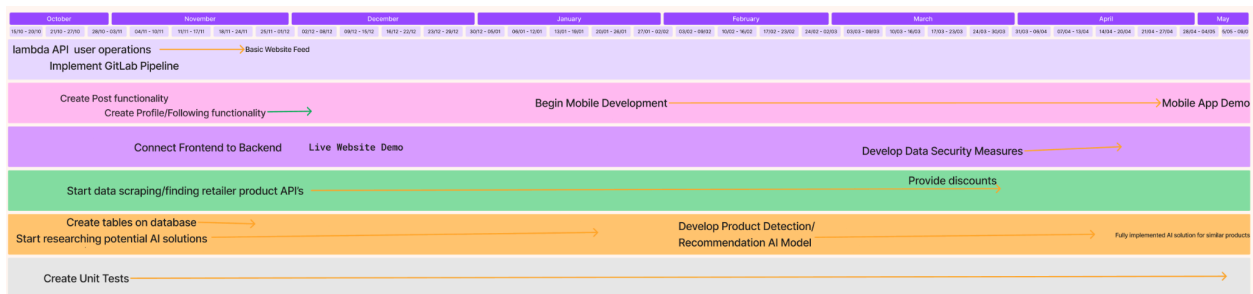 October November December January February March April May
15/10 - 20/10 21/10 - 27/10 28/10 - 03/11 04/11 - 10/11 11/11 - 17/11 18/11 - 24/11 25/11 - 01/12 02/12 - 08/12 09/12 - 15/12 16/12 - 22/12 23/12 - 29/12 30/12 - 05/01 06/01 - 12/01 13/01 - 19/01 20/01 - 26/01 27/01 - 02/02 03/02 - 09/02 10/02 - 16/02 17/02 - 23/02 24/02 - 02/03 03/03 - 09/03 10/03 - 16/03 17/03 - 23/03 24/03 - 30/03 31/03 - 06/04 07/04 - 13/04 14/04 - 20/04 21/04 - 27/04 28/04 - 04/05
lambda API user operations Basic Website Feed
Implement GitLab Pipeline
Create Post functionality
Begin Mobile Development Mobile App Demo
Create Profile/Following functionality
Connect Frontend to Backend Live Website Demo
Develop Data Security Measures
Provide discounts
Start data scraping/finding retailer product API's
Create tables on database
Start researching potential AI solutions
Develop Product Detection/
Recommendation AI Model
Fully implemented AI solution for similar products
Create Unit Tests